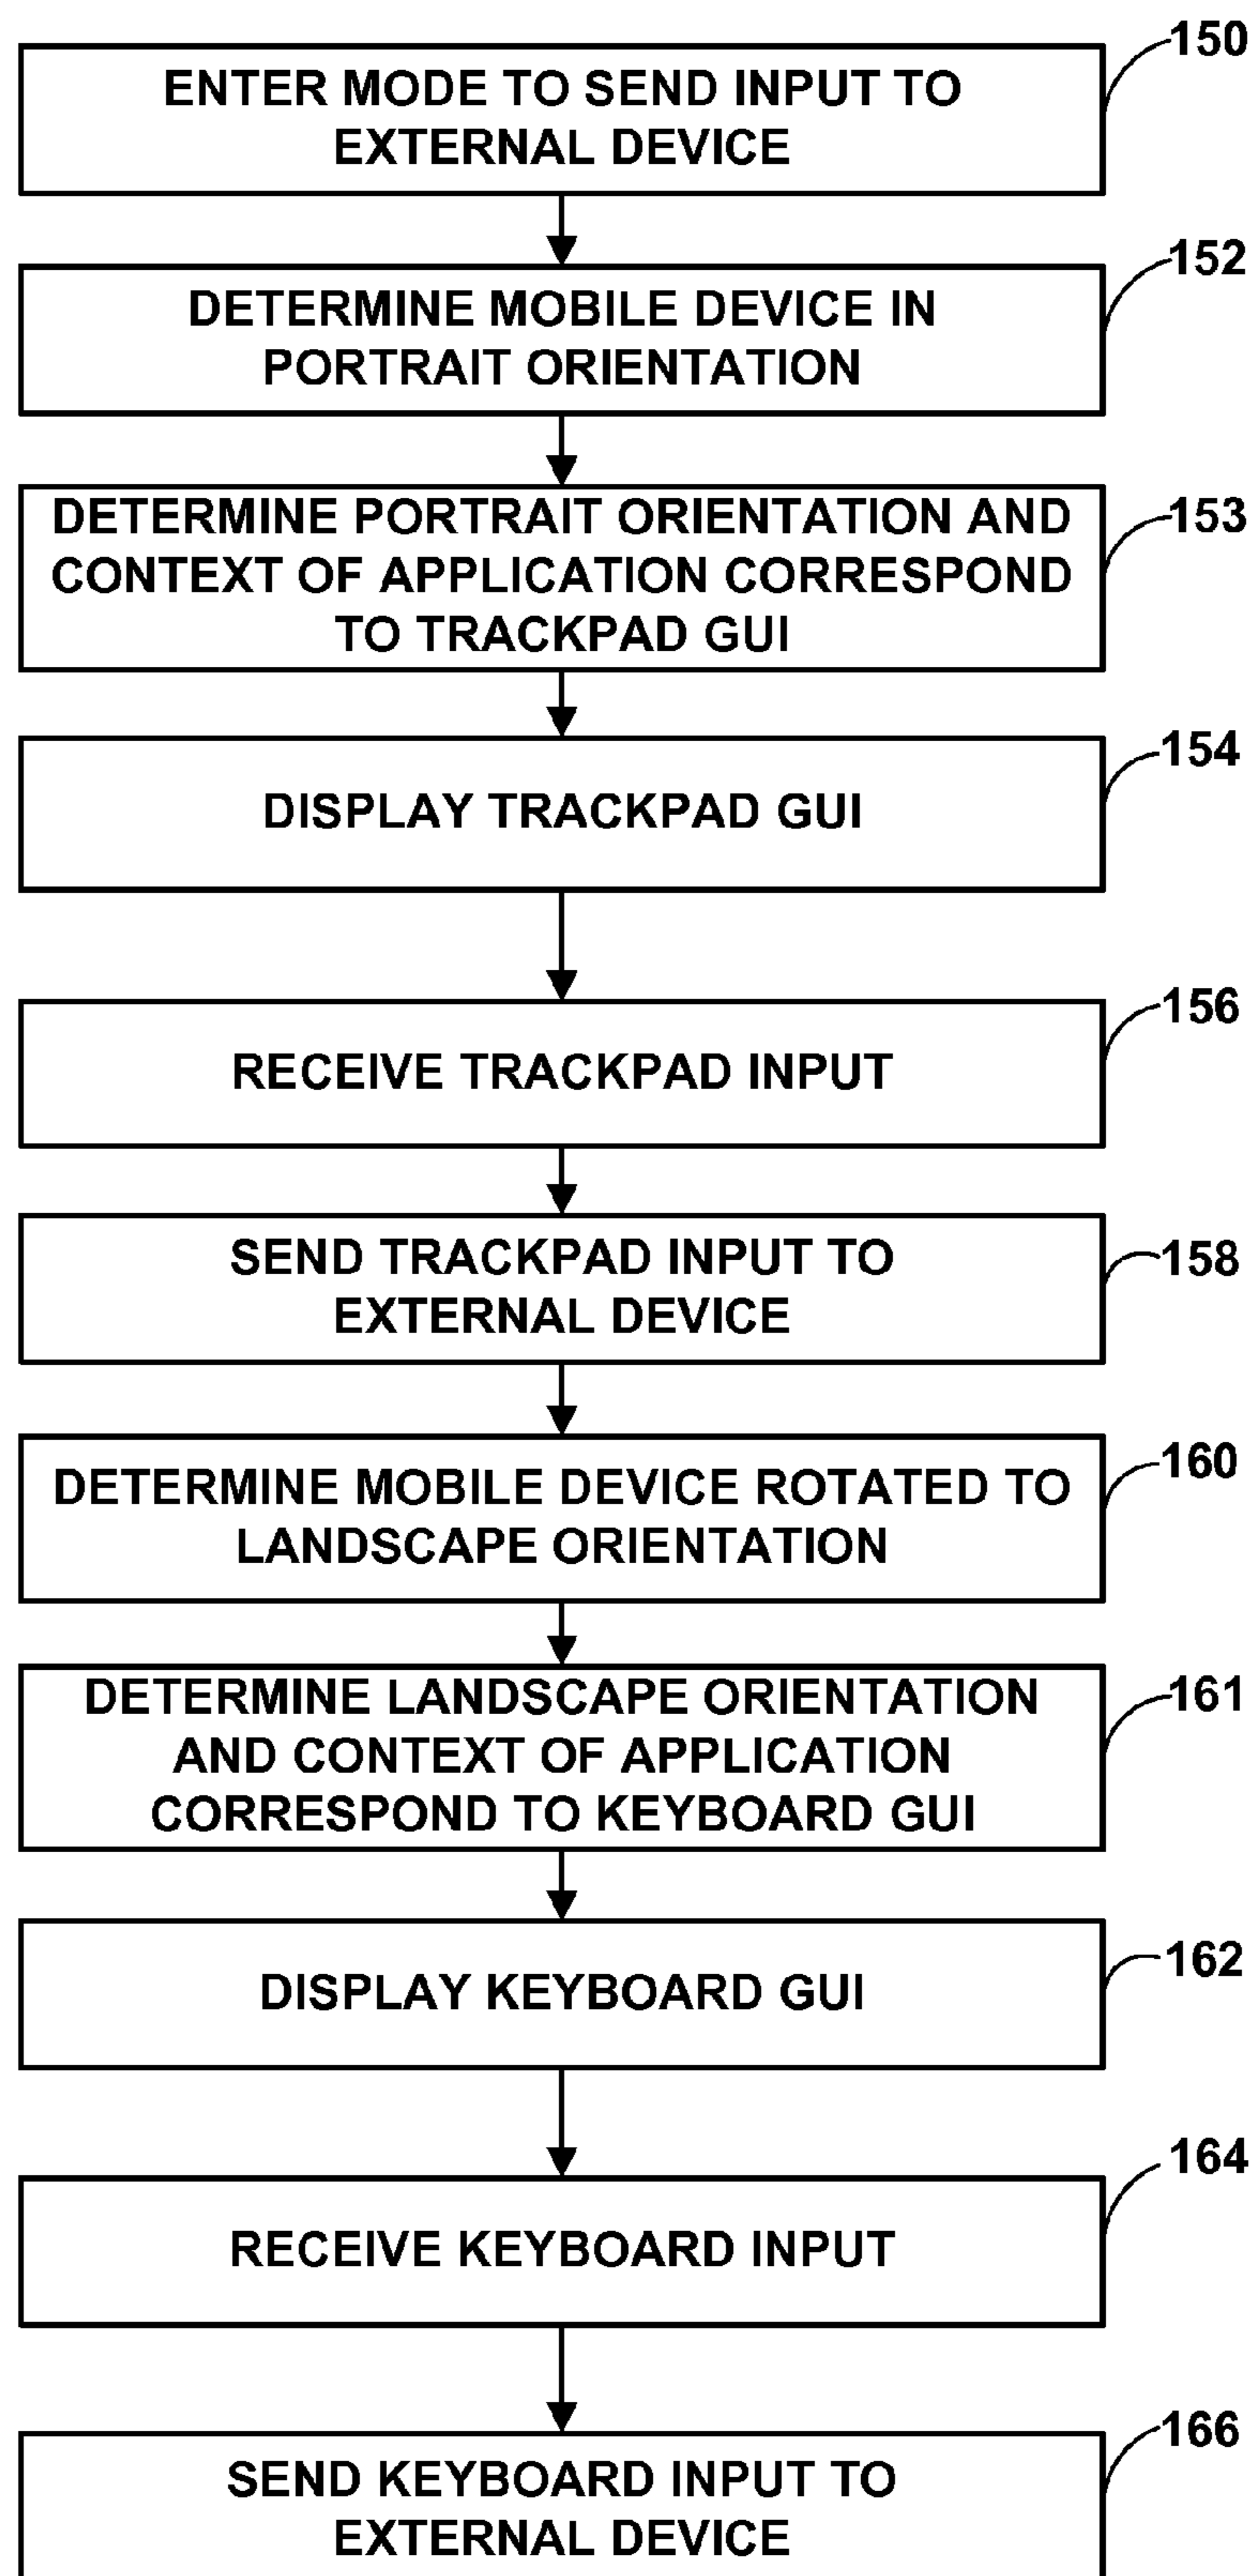 150
ENTER MODE TO SEND INPUT TO
EXTERNAL DEVICE
152
DETERMINE MOBILE DEVICE IN
PORTRAIT ORIENTATION
153
DETERMINE PORTRAIT ORIENTATION AND
CONTEXT OF APPLICATION CORRESPOND
TO TRACKPAD GUI
154
DISPLAY TRACKPAD GUI
156
RECEIVE TRACKPAD INPUT
158
SEND TRACKPAD INPUT TO
EXTERNAL DEVICE
160
DETERMINE MOBILE DEVICE ROTATED TO
LANDSCAPE ORIENTATION
161
DETERMINE LANDSCAPE ORIENTATION
AND CONTEXT OF APPLICATION
CORRESPOND TO KEYBOARD GUI
162
DISPLAY KEYBOARD GUI
164
RECEIVE KEYBOARD INPUT
166
SEND KEYBOARD INPUT TO
EXTERNAL DEVICE